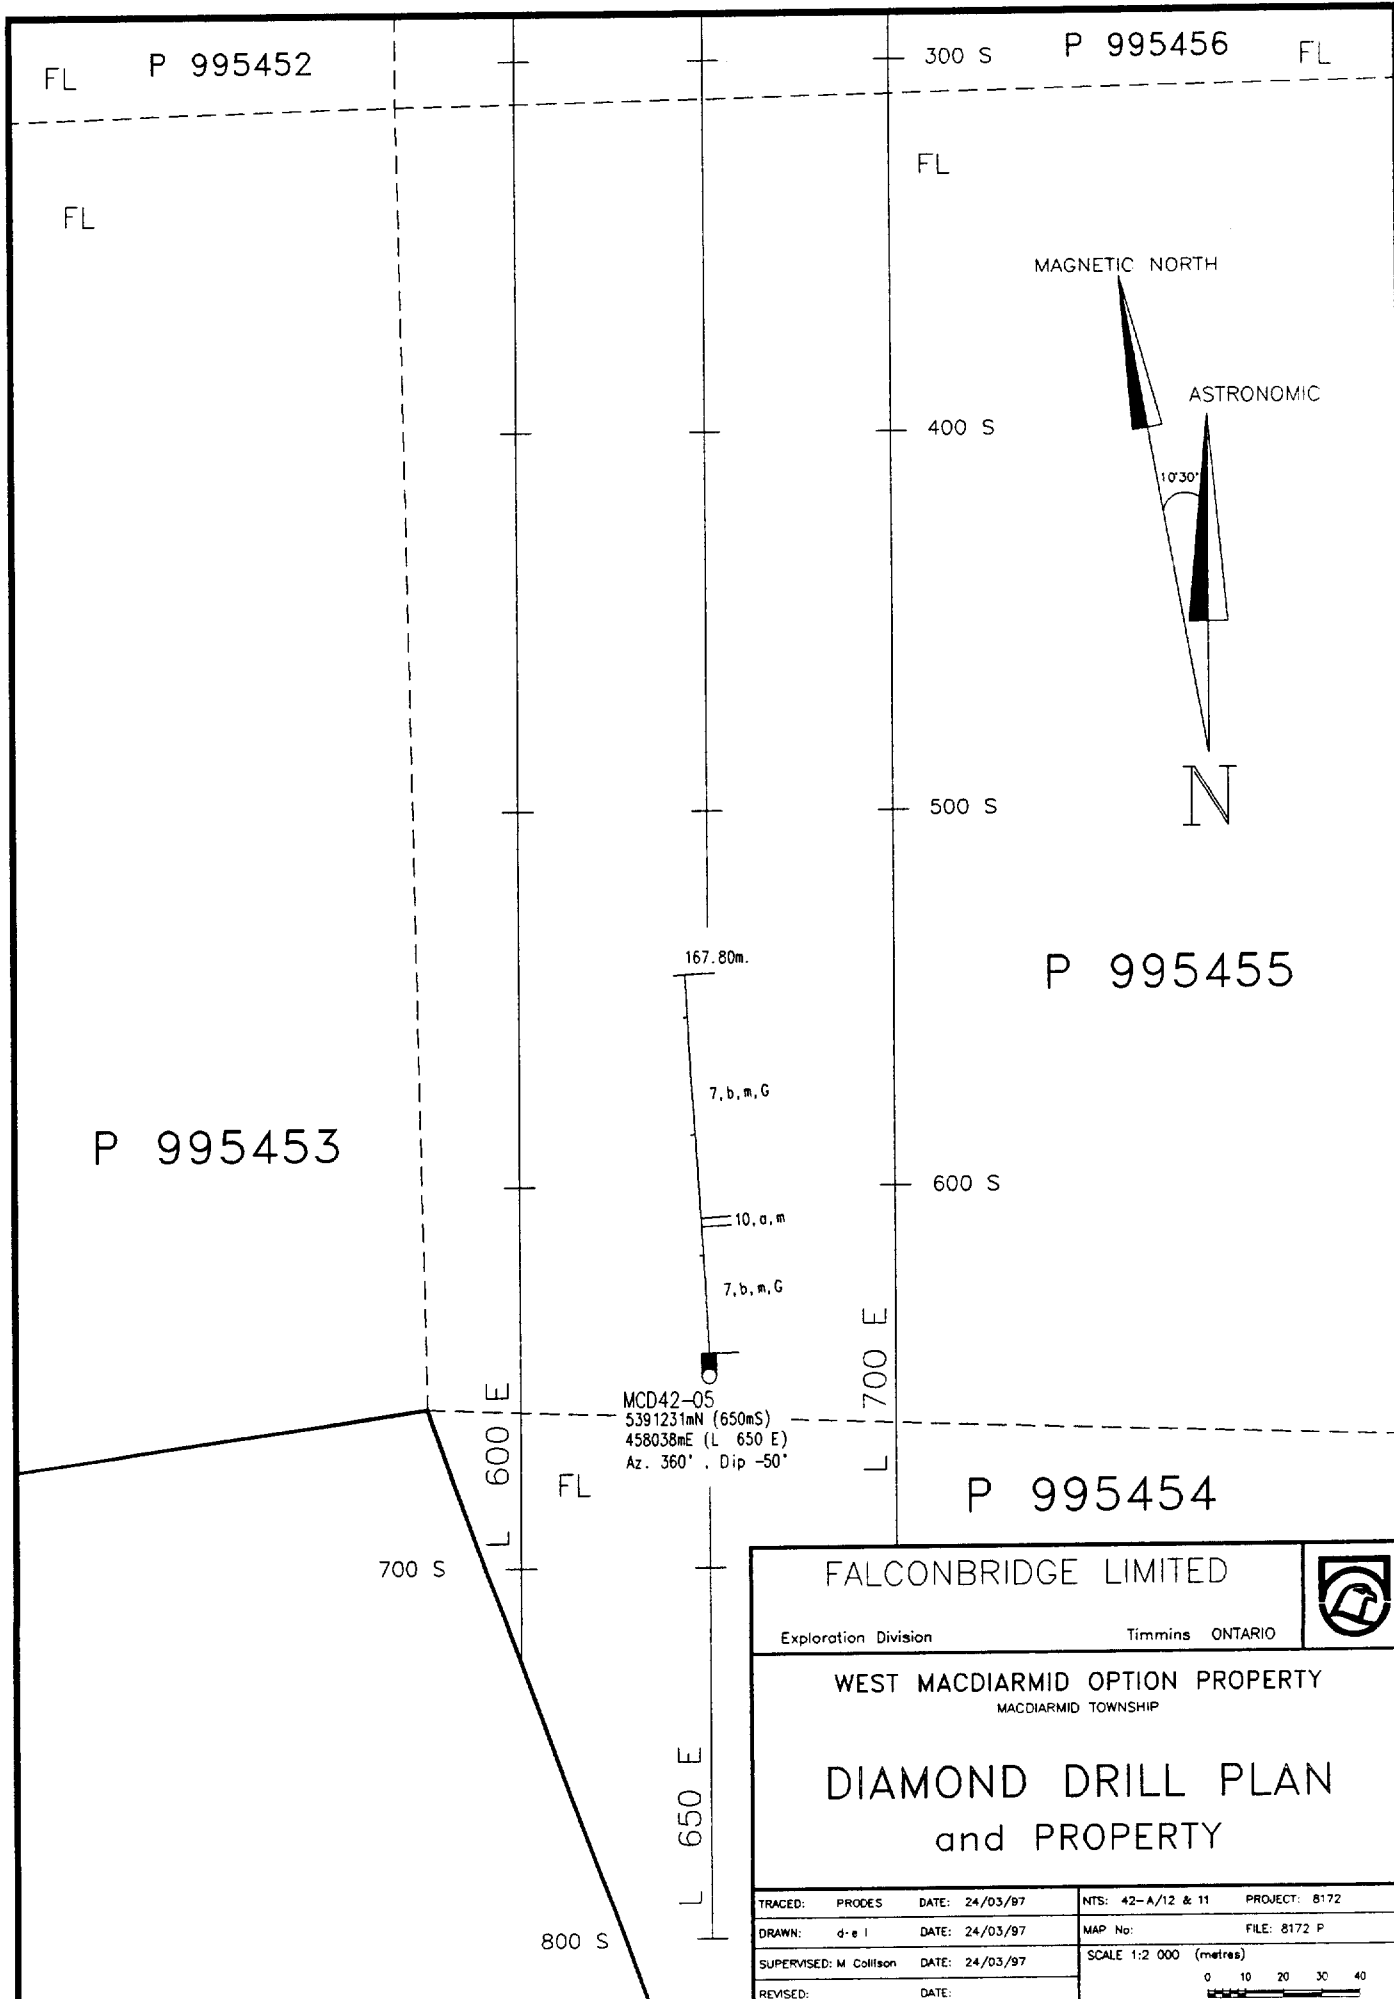 FL P 995452 300 S P 995456 FL
FL
FL
MAGNETIC NORTH
ASTRONOMIC
400 S
10°30'
500 S
N
167.80m.
P 995455
7,b,m,G
P 995453
600 S
10,a,m
7,b,m,G
L 700 E
L 600 E
MCD42-05
5391231mN (650mS)
458038mE (L 650 E)
Az. 360° . Dip -50°
FL
P 995454
700 S
L 650 E
800 S
FALCONBRIDGE LIMITED
Exploration Division Timmins ONTARIO
WEST MACDIARMID OPTION PROPERTY
MACDIARMID TOWNSHIP
DIAMOND DRILL PLAN
and PROPERTY
TRACED: PRODES DATE: 24/03/97 NTS: 42-A/12 & 11 PROJECT: 8172
DRAWN: d-e l DATE: 24/03/97 MAP No: FILE: 8172 P
SUPERVISED: M Collison DATE: 24/03/97 SCALE 1:2 000 (metres)
0 10 20 30 40
REVISED: DATE: